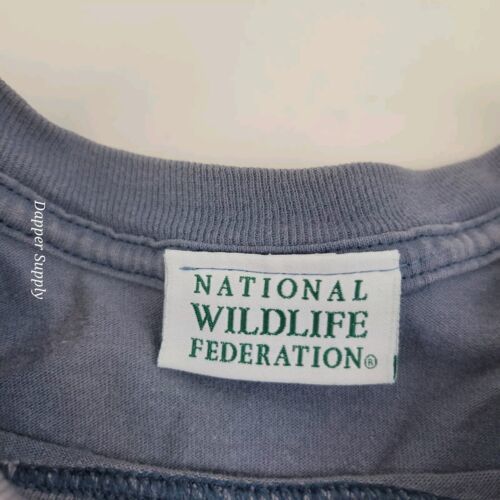 NATIONAL
WILDLIFE
FEDERATION®
Dapper Supply